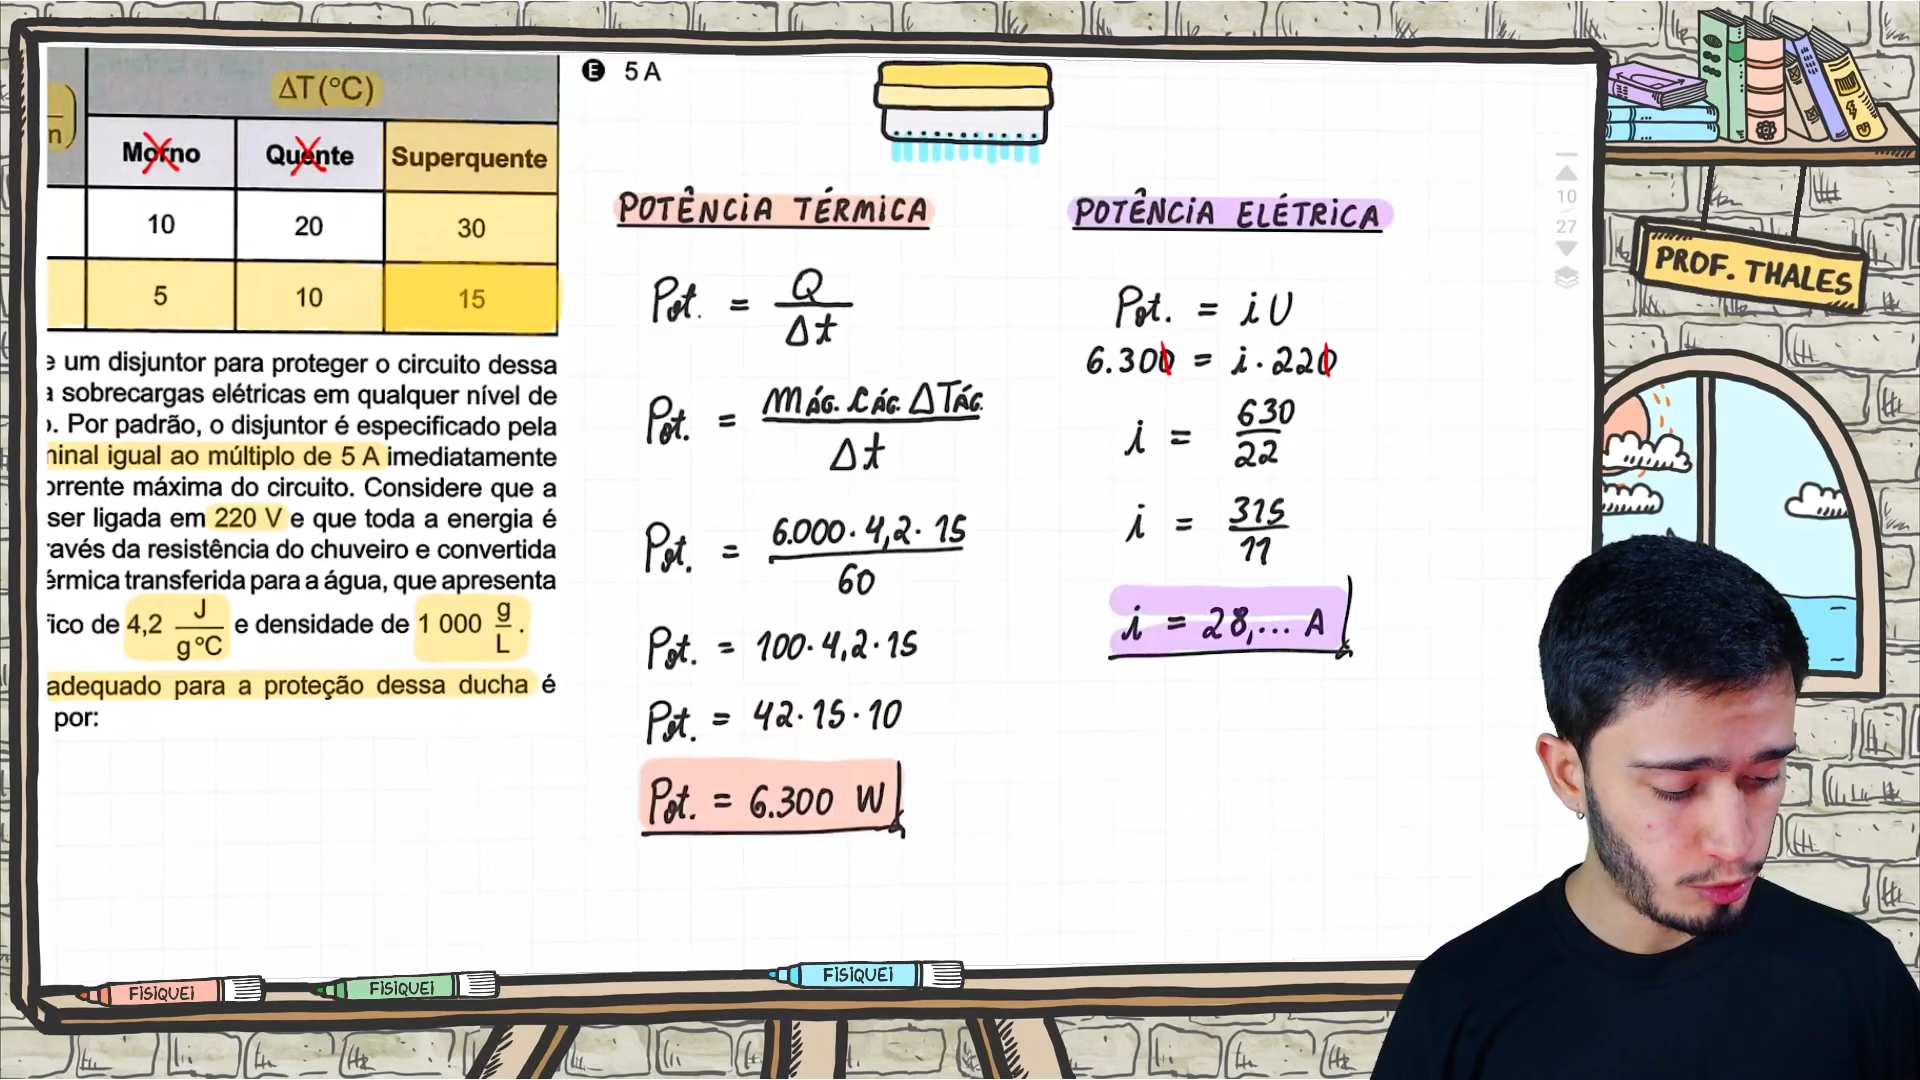 n)
ΔT(°C)
Morno Quente Superquente
10 20 30
5 10 15
e um disjuntor para proteger o circuito dessa
sobrecargas elétricas em qualquer nível de
. Por padrão, o disjuntor é especificado pela
ninal igual ao múltiplo de 5 A imediatamente
orrente máxima do circuito. Considere que a
ser ligada em 220 V e que toda a energia é
ravés da resistência do chuveiro e convertida
érmica transferida para a água, que apresenta
fico de 4,2 J/g°C e densidade de 1 000 g/L.
adequado para a proteção dessa ducha é
por:
E 5 A
POTÊNCIA TÉRMICA
Pot. = Q/Δt
Pot. = mÁG. cÁG. ΔTÁG./Δt
Pot. = 6.000·4,2·15/60
Pot. = 100·4,2·15
Pot. = 42·15·10
Pot. = 6.300 W
POTÊNCIA ELÉTRICA
Pot. = iU
6.300 = i·220
i = 630/22
i = 315/11
i = 28,... A
10
27
PROF. THALES
FISIQUEI
FISIQUEI
FISIQUEI